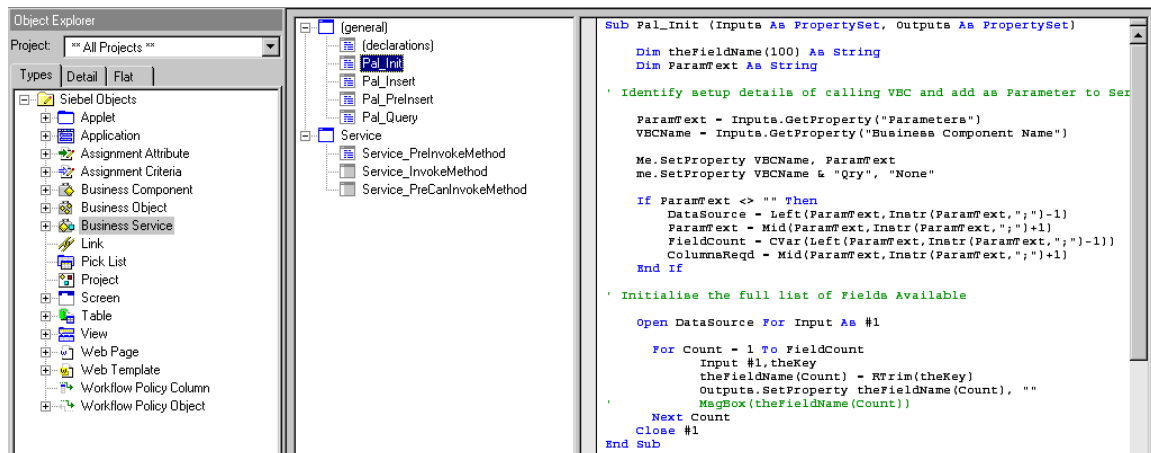 Object Explorer
Project: ** All Projects **
Types Detail Flat
Siebel Objects
Applet
Application
Assignment Attribute
Assignment Criteria
Business Component
Business Object
Business Service
Link
Pick List
Project
Screen
Table
View
Web Page
Web Template
Workflow Policy Column
Workflow Policy Object
(general)
(declarations)
Pal_Init
Pal_Insert
Pal_PreInsert
Pal_Query
Service
Service_PreInvokeMethod
Service_InvokeMethod
Service_PreCanInvokeMethod
Sub Pal_Init (Inputs As PropertySet, Outputs As PropertySet)
Dim theFieldName(100) As String
Dim ParamText As String
' Identify setup details of calling VBC and add as Parameter to Ser
ParamText = Inputs.GetProperty("Parameters")
VBCName = Inputs.GetProperty("Business Component Name")
Me.SetProperty VBCName, ParamText
me.SetProperty VBCName & "Qry", "None"
If ParamText <> "" Then
DataSource = Left(ParamText,Instr(ParamText,";")-1)
ParamText = Mid(ParamText,Instr(ParamText,";")+1)
FieldCount = CVar(Left(ParamText,Instr(ParamText,";")-1))
ColumnsReqd = Mid(ParamText,Instr(ParamText,";")+1)
End If
' Initialise the full list of Fields Available
Open DataSource For Input As #1
For Count = 1 To FieldCount
Input #1,theKey
theFieldName(Count) = RTrim(theKey)
Outputs.SetProperty theFieldName(Count), ""
' MsgBox(theFieldName(Count))
Next Count
Close #1
End Sub